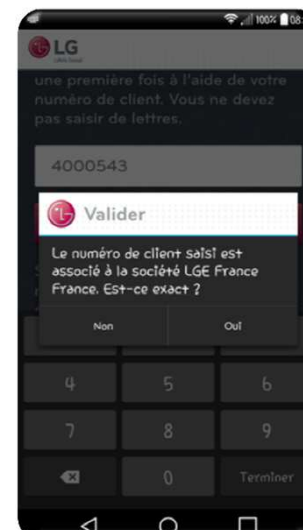 100% 08:
LG
Life's Good
une première fois à l'aide de votre
numéro de client. Vous ne devez
pas saisir de lettres.
4000543
Valider
Le numéro de client saisi est
associé à la société LGE France
France. Est-ce exact ?
Non
Oui
4 5 6
7 8 9
0 Terminer